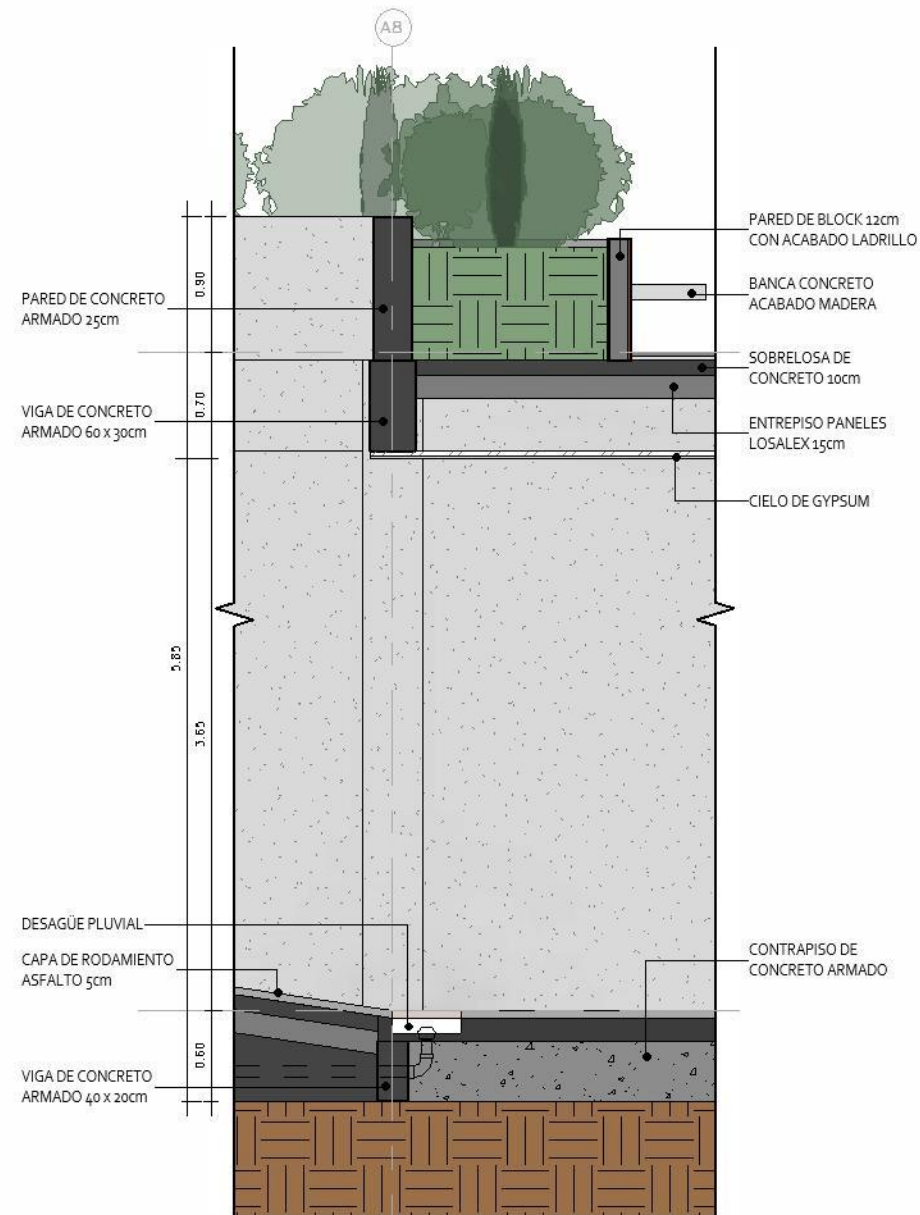 A8
PARED DE CONCRETO
ARMADO 25cm
VIGA DE CONCRETO
ARMADO 60 x 30cm
DESAGÜE PLUVIAL
CAPA DE RODAMIENTO
ASFALTO 5cm
VIGA DE CONCRETO
ARMADO 40 x 20cm
0.90
0.70
5.85
3.65
0.60
PARED DE BLOCK 12cm
CON ACABADO LADRILLO
BANCA CONCRETO
ACABADO MADERA
SOBRELOSA DE
CONCRETO 10cm
ENTREPISO PANELES
LOSALEX 15cm
CIELO DE GYPSUM
CONTRAPISO DE
CONCRETO ARMADO